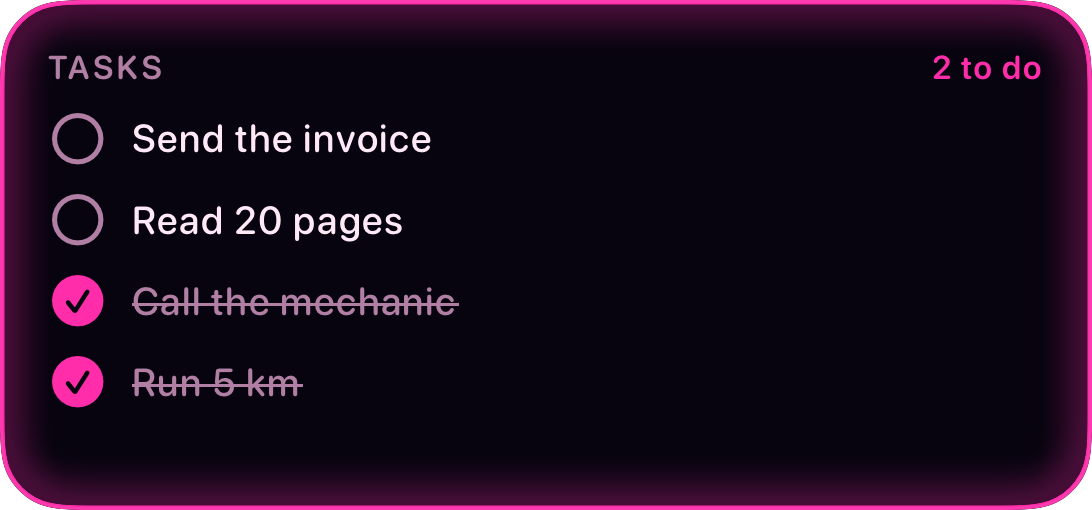 TASKS
2 to do
Send the invoice
Read 20 pages
Call the mechanic
Run 5 km